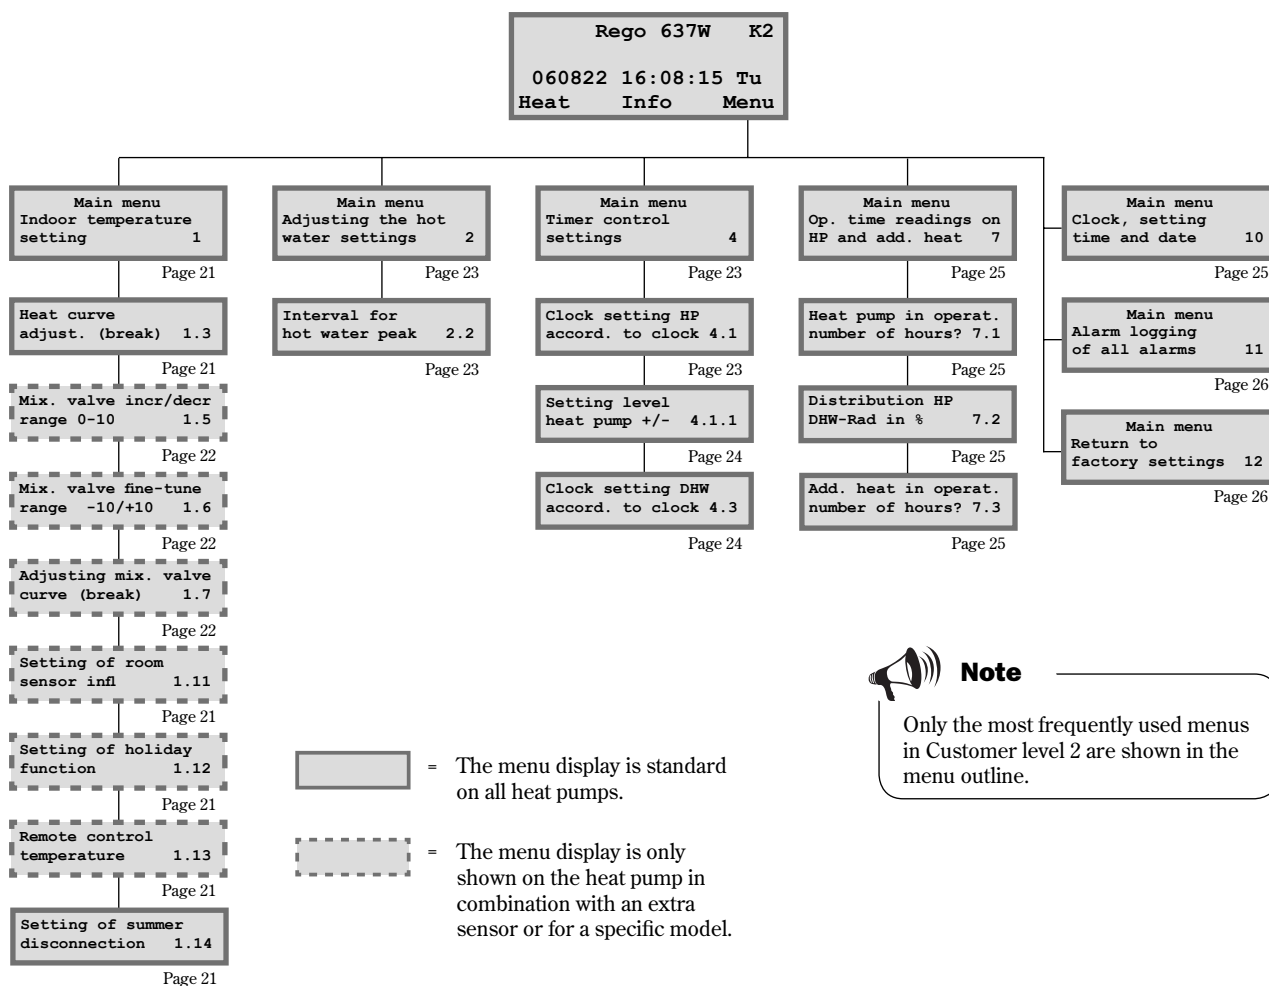 Rego 637W K2
060822 16:08:15 Tu
Heat Info Menu
Main menu
Indoor temperature
setting 1
Page 21
Heat curve
adjust. (break) 1.3
Page 21
Mix. valve incr/decr
range 0-10 1.5
Page 22
Mix. valve fine-tune
range -10/+10 1.6
Page 22
Adjusting mix. valve
curve (break) 1.7
Page 22
Setting of room
sensor infl 1.11
Page 21
Setting of holiday
function 1.12
Page 21
Remote control
temperature 1.13
Page 21
Setting of summer
disconnection 1.14
Page 21
Main menu
Adjusting the hot
water settings 2
Page 23
Interval for
hot water peak 2.2
Page 23
Main menu
Timer control
settings 4
Page 23
Clock setting HP
accord. to clock 4.1
Page 23
Setting level
heat pump +/- 4.1.1
Page 24
Clock setting DHW
accord. to clock 4.3
Page 24
Main menu
Op. time readings on
HP and add. heat 7
Page 25
Heat pump in operat.
number of hours? 7.1
Page 25
Distribution HP
DHW-Rad in % 7.2
Page 25
Add. heat in operat.
number of hours? 7.3
Page 25
Main menu
Clock, setting
time and date 10
Page 25
Main menu
Alarm logging
of all alarms 11
Page 26
Main menu
Return to
factory settings 12
Page 26
= The menu display is standard
on all heat pumps.
= The menu display is only
shown on the heat pump in
combination with an extra
sensor or for a specific model.
Note
Only the most frequently used menus
in Customer level 2 are shown in the
menu outline.